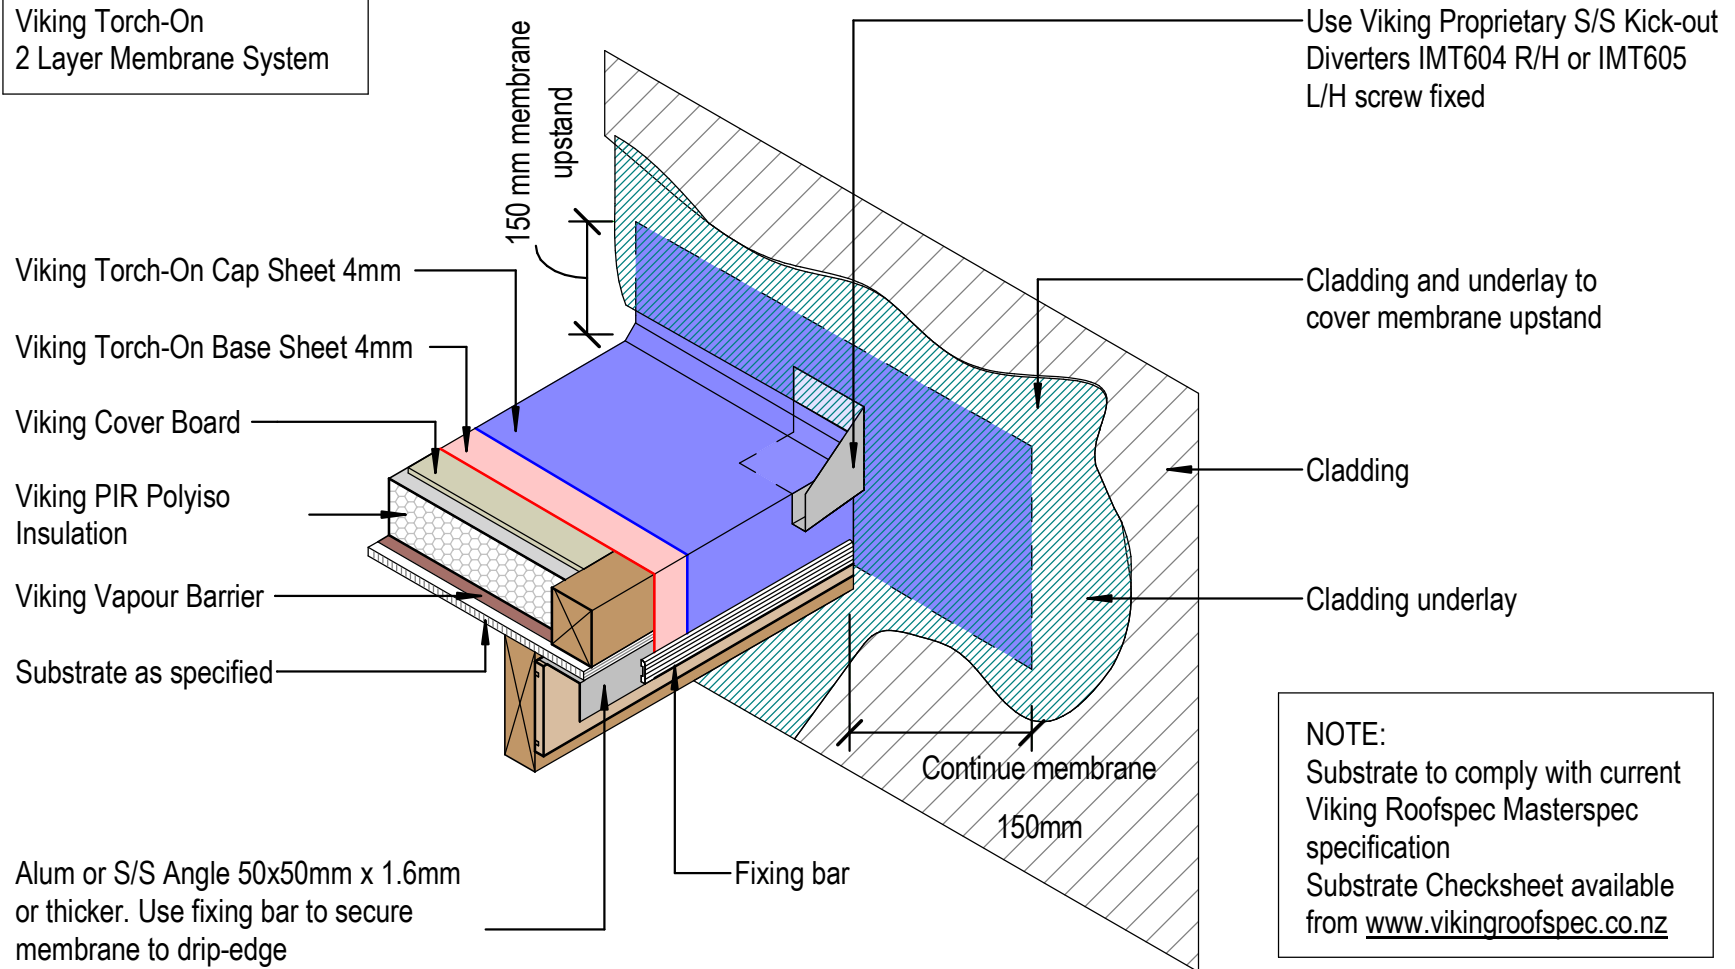 Viking Torch-On
2 Layer Membrane System
150 mm membrane
upstand
Use Viking Proprietary S/S Kick-out
Diverters IMT604 R/H or IMT605
L/H screw fixed
Viking Torch-On Cap Sheet 4mm
Viking Torch-On Base Sheet 4mm
Viking Cover Board
Viking PIR Polyiso
Insulation
Viking Vapour Barrier
Substrate as specified
Alum or S/S Angle 50x50mm x 1.6mm
or thicker. Use fixing bar to secure
membrane to drip-edge
Fixing bar
Continue membrane
150mm
Cladding and underlay to
cover membrane upstand
Cladding
Cladding underlay
NOTE:
Substrate to comply with current
Viking Roofspec Masterspec
specification
Substrate Checksheet available
from www.vikingroofspec.co.nz